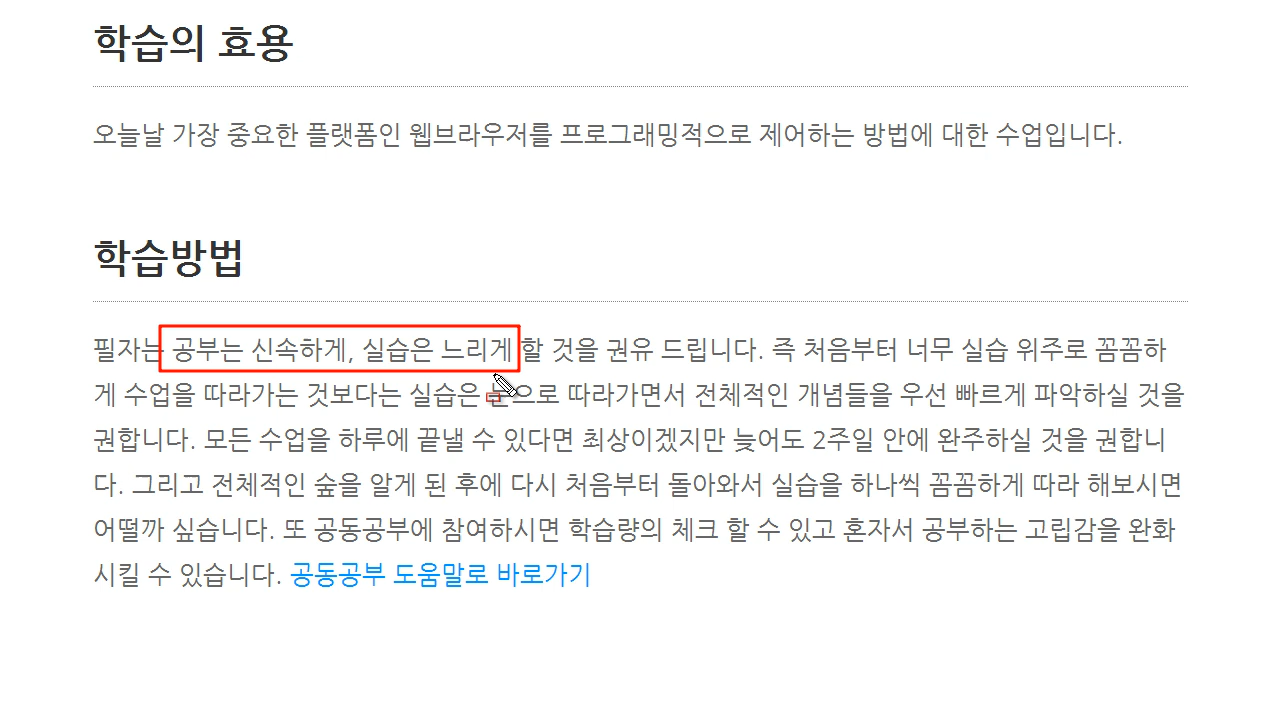 학습의 효용
오늘날 가장 중요한 플랫폼인 웹브라우저를 프로그래밍적으로 제어하는 방법에 대한 수업입니다.
학습방법
필자는 공부는 신속하게, 실습은 느리게 할 것을 권유 드립니다. 즉 처음부터 너무 실습 위주로 꼼꼼하
게 수업을 따라가는 것보다는 실습은 눈으로 따라가면서 전체적인 개념들을 우선 빠르게 파악하실 것을
권합니다. 모든 수업을 하루에 끝낼 수 있다면 최상이겠지만 늦어도 2주일 안에 완주하실 것을 권합니
다. 그리고 전체적인 숲을 알게 된 후에 다시 처음부터 돌아와서 실습을 하나씩 꼼꼼하게 따라 해보시면
어떨까 싶습니다. 또 공동공부에 참여하시면 학습량의 체크 할 수 있고 혼자서 공부하는 고립감을 완화
시킬 수 있습니다. 공동공부 도움말로 바로가기